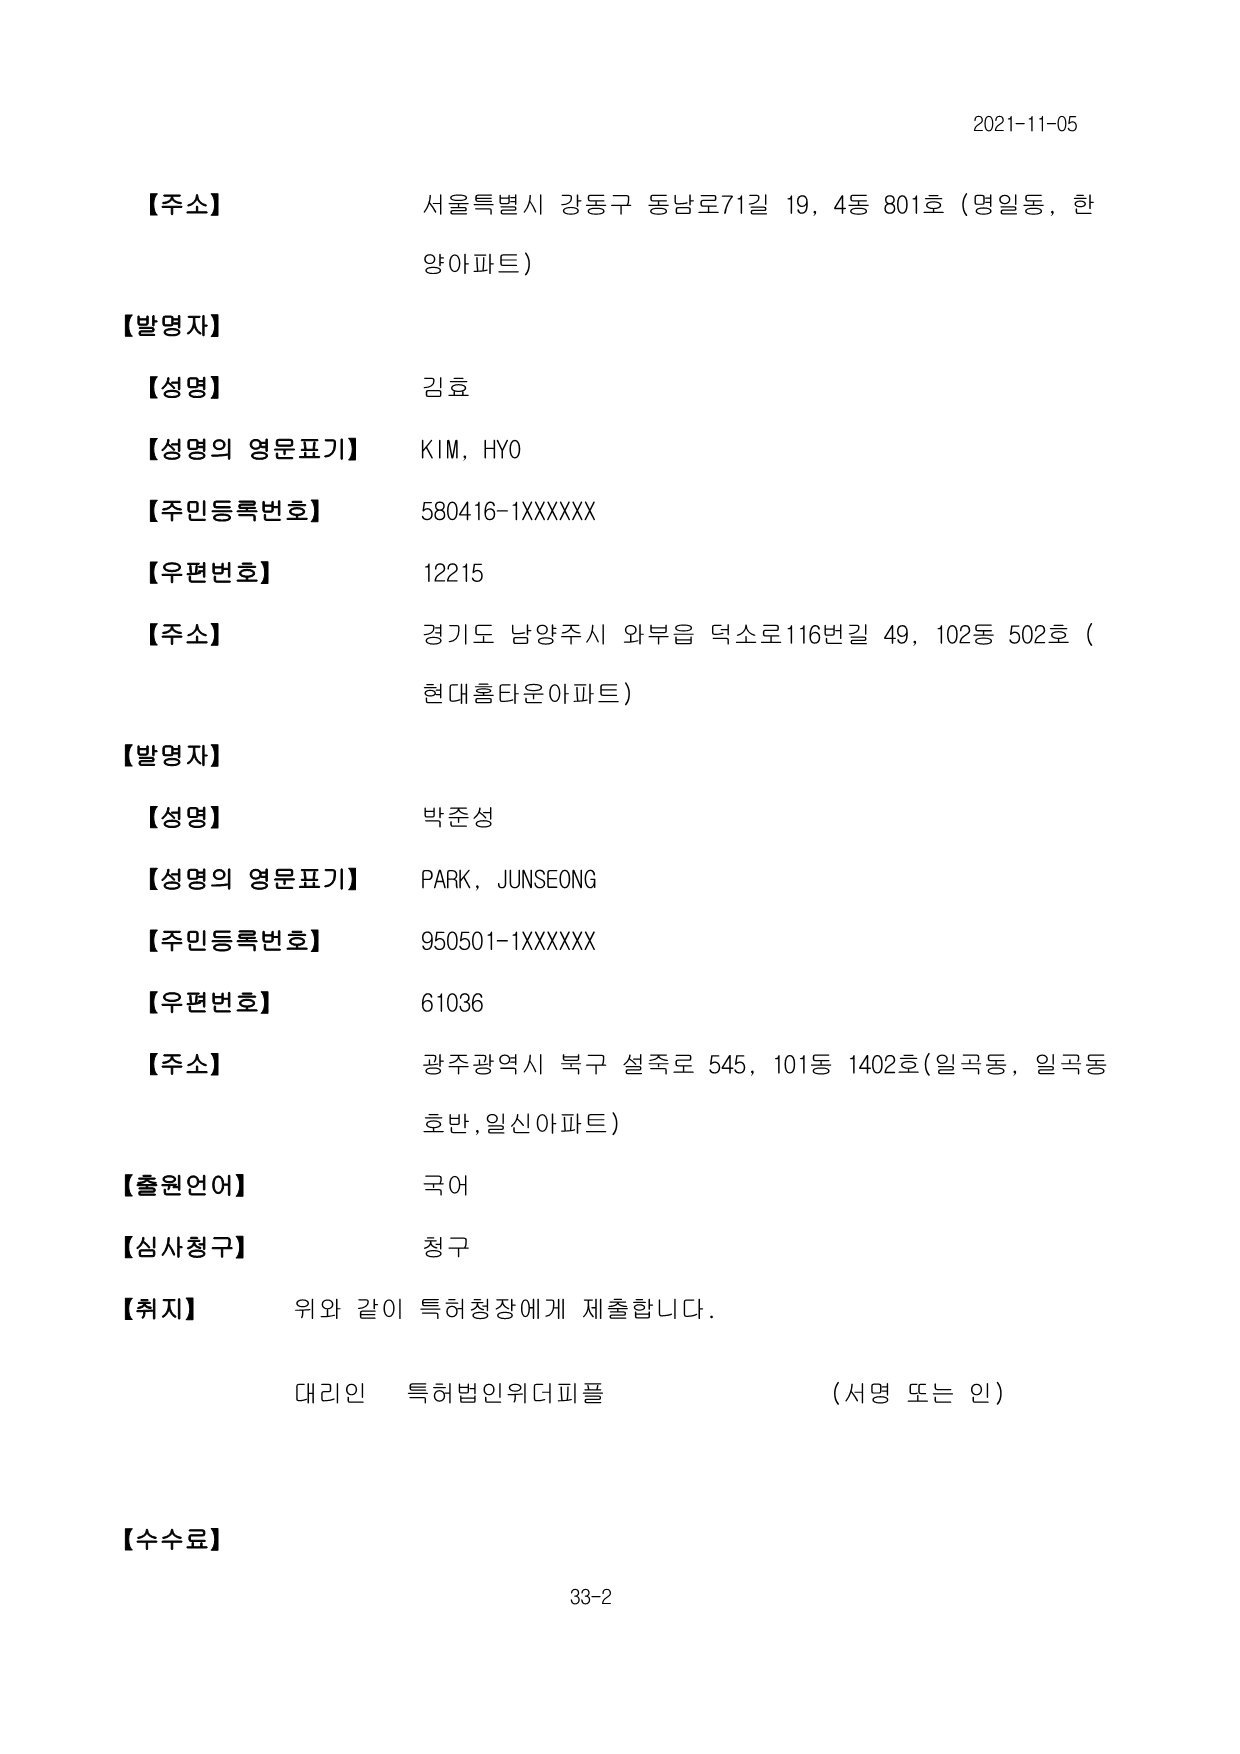 2021-11-05
【주소】 서울특별시 강동구 동남로71길 19, 4동 801호 (명일동, 한
양아파트)
【발명자】
【성명】 김효
【성명의 영문표기】 KIM, HYO
【주민등록번호】 580416-1XXXXXX
【우편번호】 12215
【주소】 경기도 남양주시 와부읍 덕소로116번길 49, 102동 502호 (
현대홈타운아파트)
【발명자】
【성명】 박준성
【성명의 영문표기】 PARK, JUNSEONG
【주민등록번호】 950501-1XXXXXX
【우편번호】 61036
【주소】 광주광역시 북구 설죽로 545, 101동 1402호(일곡동, 일곡동
호반,일신아파트)
【출원언어】 국어
【심사청구】 청구
【취지】 위와 같이 특허청장에게 제출합니다.
대리인 특허법인위더피플 (서명 또는 인)
【수수료】
33-2